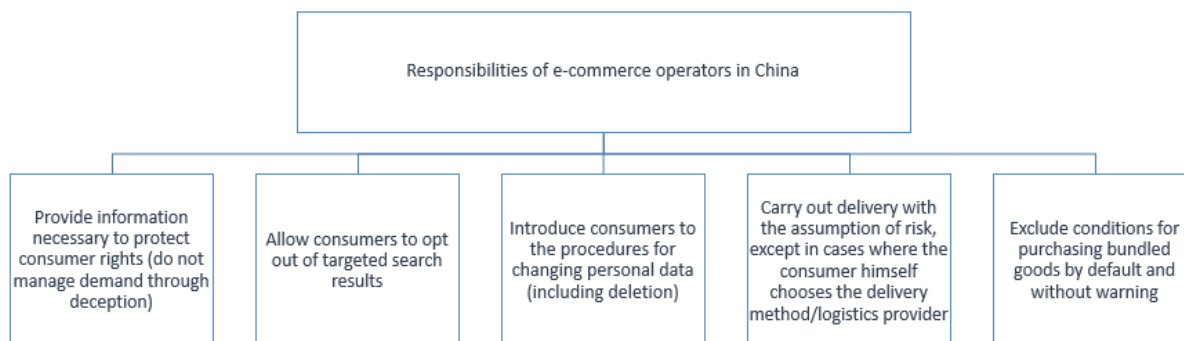 Responsibilities of e-commerce operators in China
Provide information
necessary to protect
consumer rights (do not
manage demand through
deception)
Allow consumers to opt
out of targeted search
results
Introduce consumers to
the procedures for
changing personal data
(including deletion)
Carry out delivery with
the assumption of risk,
except in cases where the
consumer himself
chooses the delivery
method/logistics provider
Exclude conditions for
purchasing bundled
goods by default and
without warning